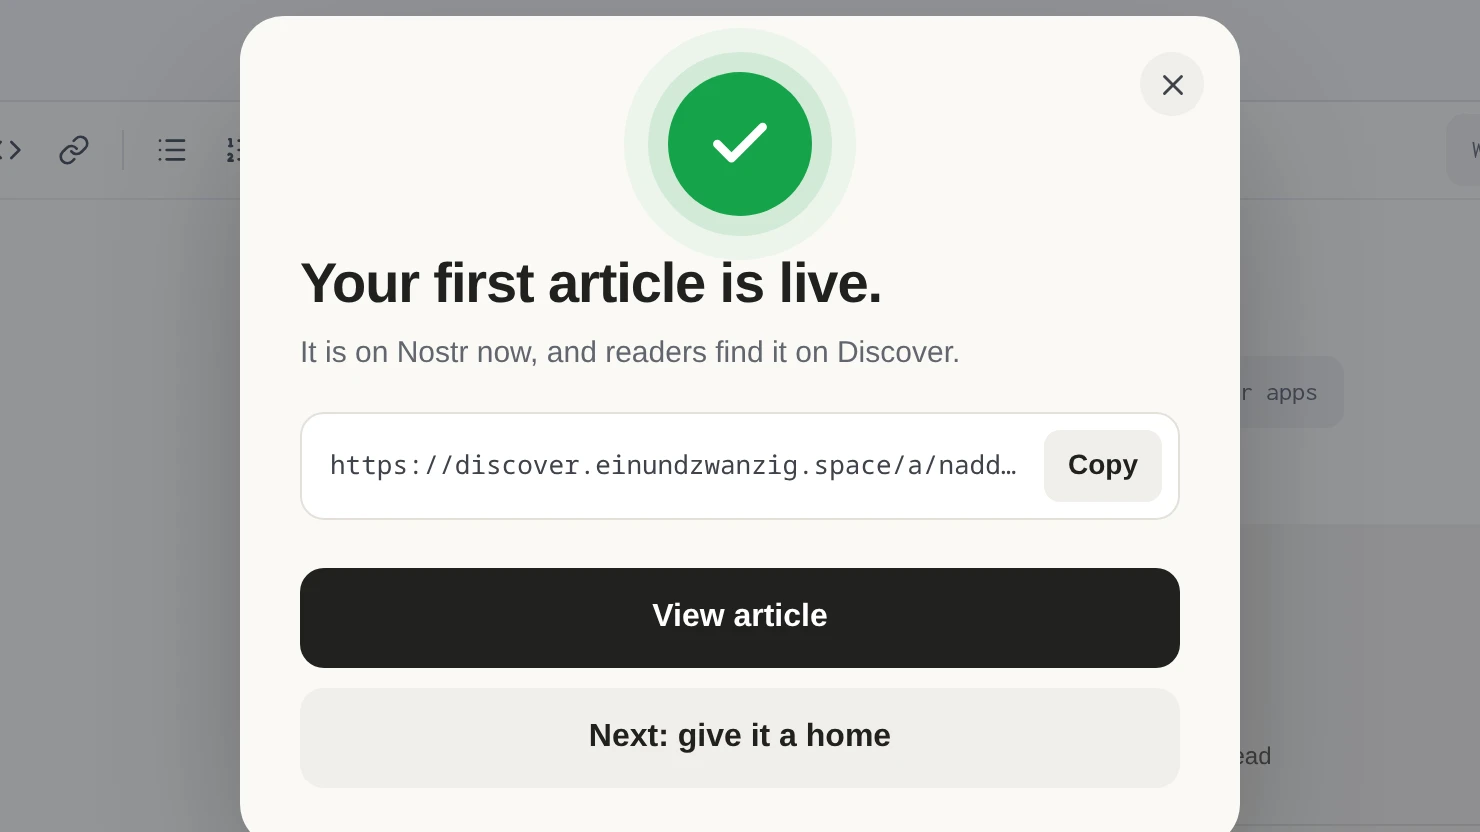 Your first article is live.
It is on Nostr now, and readers find it on Discover.
https://discover.einundzwanzig.space/a/nadd…
Copy
apps
View article
Next: give it a home